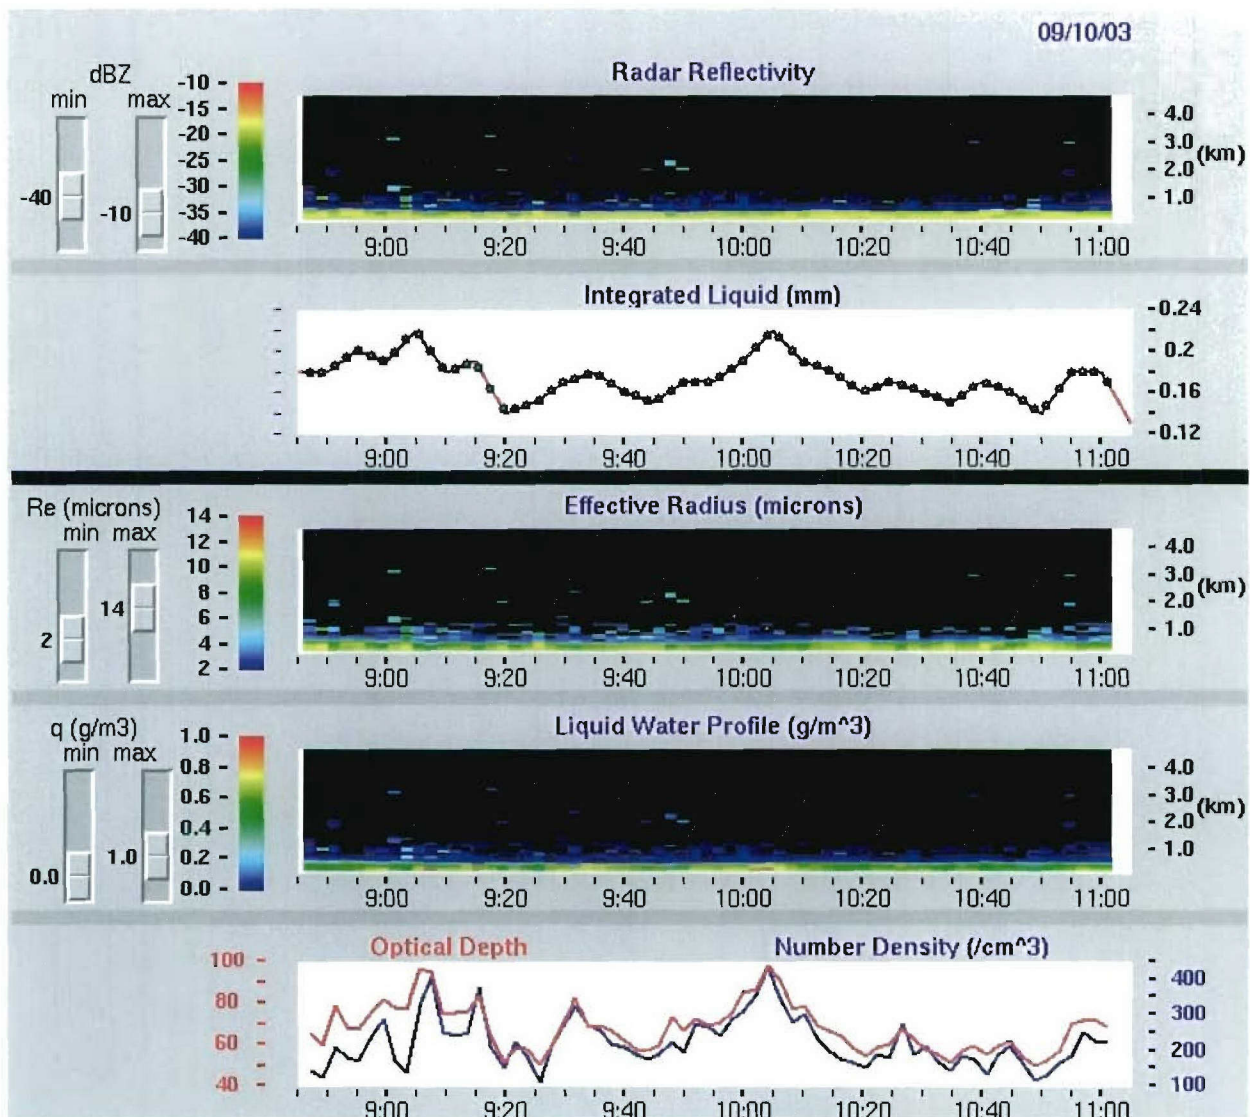 09/10/03
dBZ
min max
-40 -10
-10 -
-15 -
-20 -
-25 -
-30 -
-35 -
-40 -
Radar Reflectivity
- 4.0
- 3.0
(km)
- 2.0
- 1.0
9:00 9:20 9:40 10:00 10:20 10:40 11:00
Integrated Liquid (mm)
-0.24
- 0.2
- 0.16
- 0.12
9:00 9:20 9:40 10:00 10:20 10:40 11:00
Re (microns)
min max
2 14
14 -
12 -
10 -
8 -
6 -
4 -
2 -
Effective Radius (microns)
- 4.0
- 3.0
(km)
- 2.0
- 1.0
9:00 9:20 9:40 10:00 10:20 10:40 11:00
q (g/m3)
min max
0.0 1.0
1.0 -
0.8 -
0.6 -
0.4 -
0.2 -
0.0 -
Liquid Water Profile (g/m^3)
- 4.0
- 3.0
(km)
- 2.0
- 1.0
9:00 9:20 9:40 10:00 10:20 10:40 11:00
Optical Depth Number Density (/cm^3)
100 -
80 -
60 -
40 -
- 400
- 300
- 200
- 100
9:00 9:20 9:40 10:00 10:20 10:40 11:00